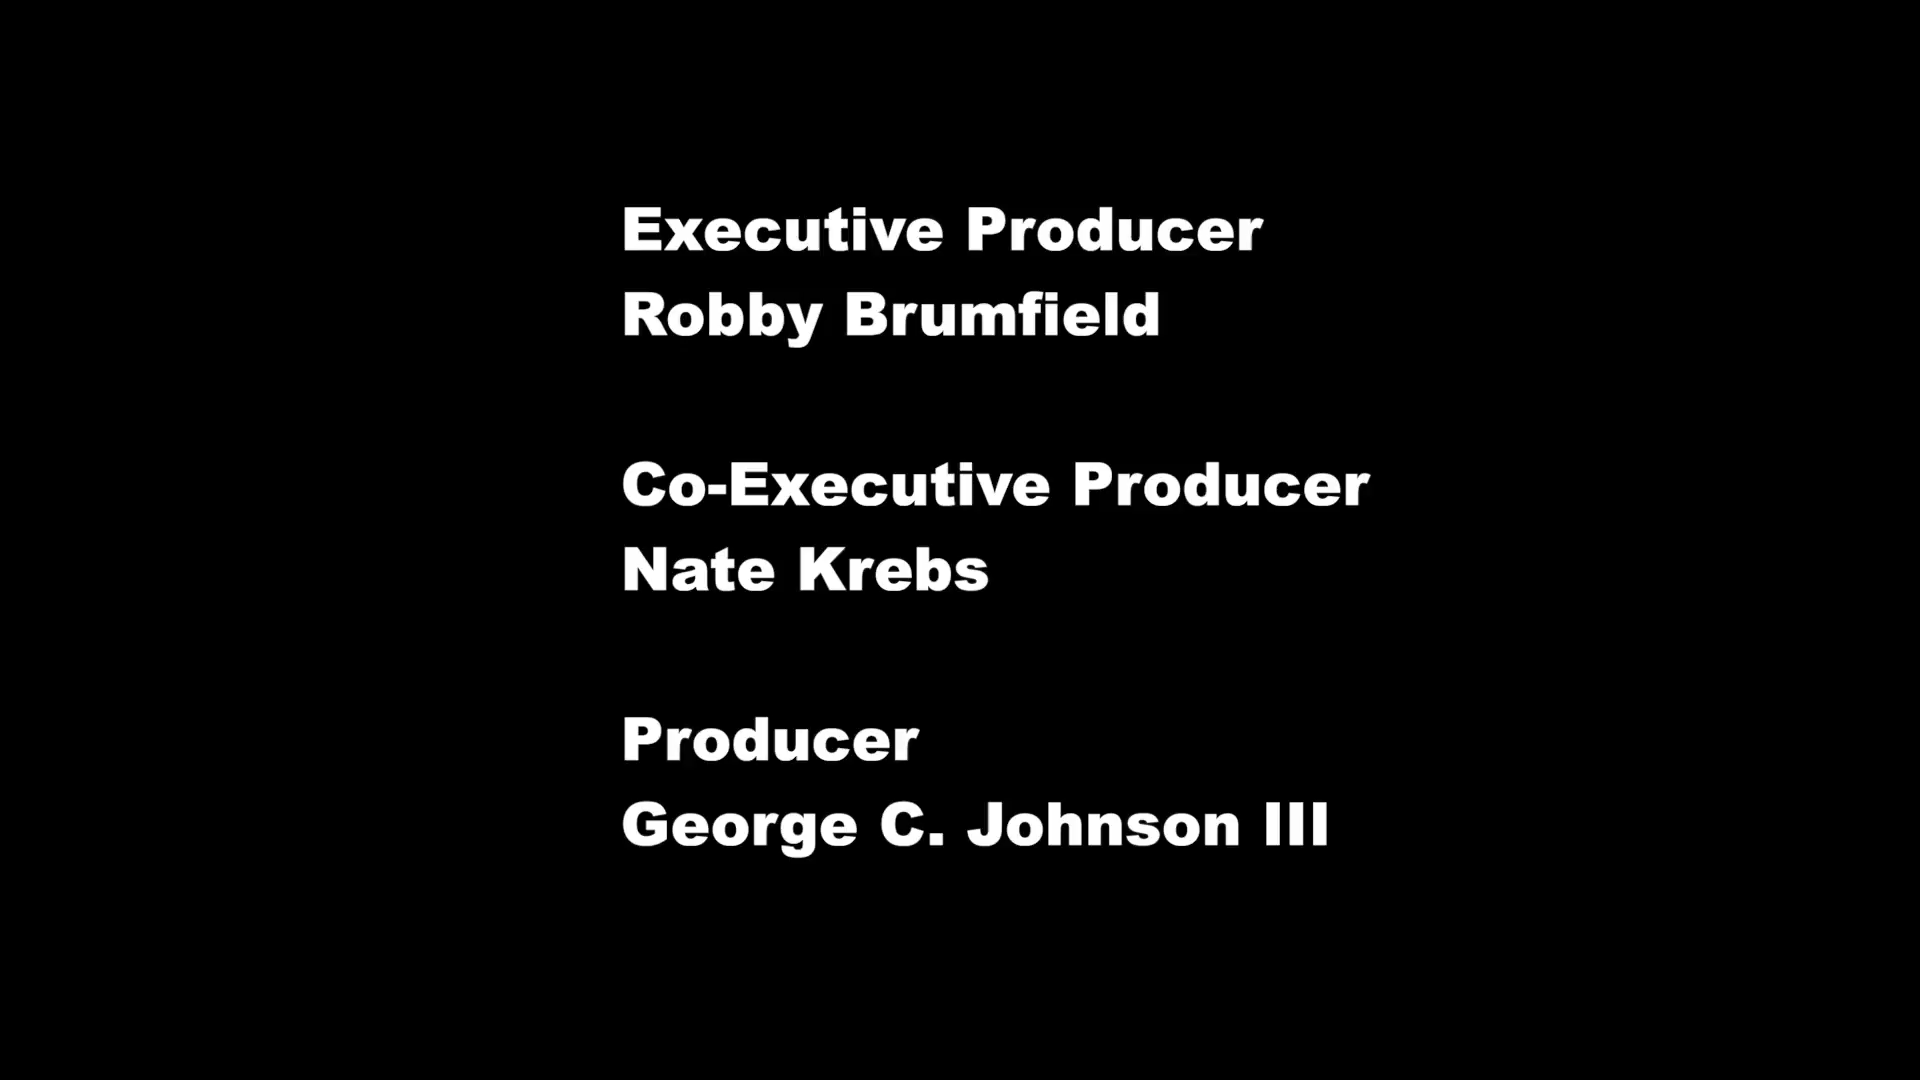 Executive Producer
Robby Brumfield
Co-Executive Producer
Nate Krebs
Producer
George C. Johnson III